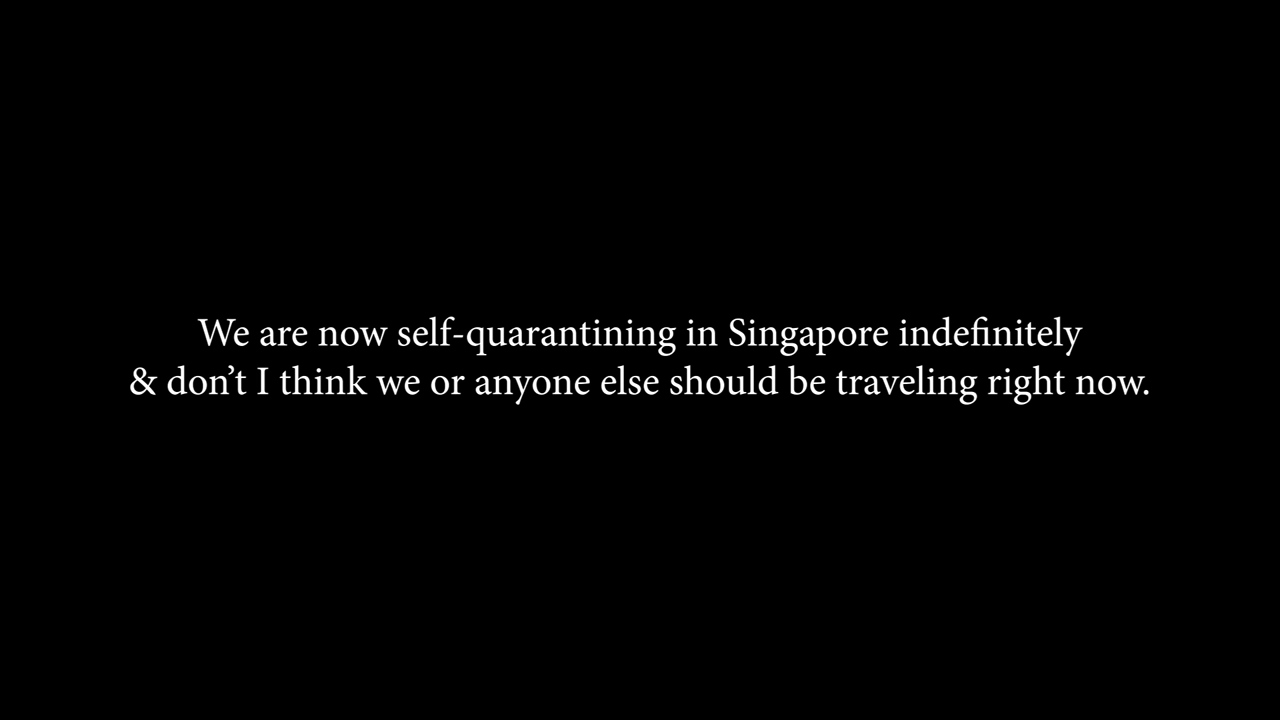 We are now self-quarantining in Singapore indefinitely
& don’t I think we or anyone else should be traveling right now.